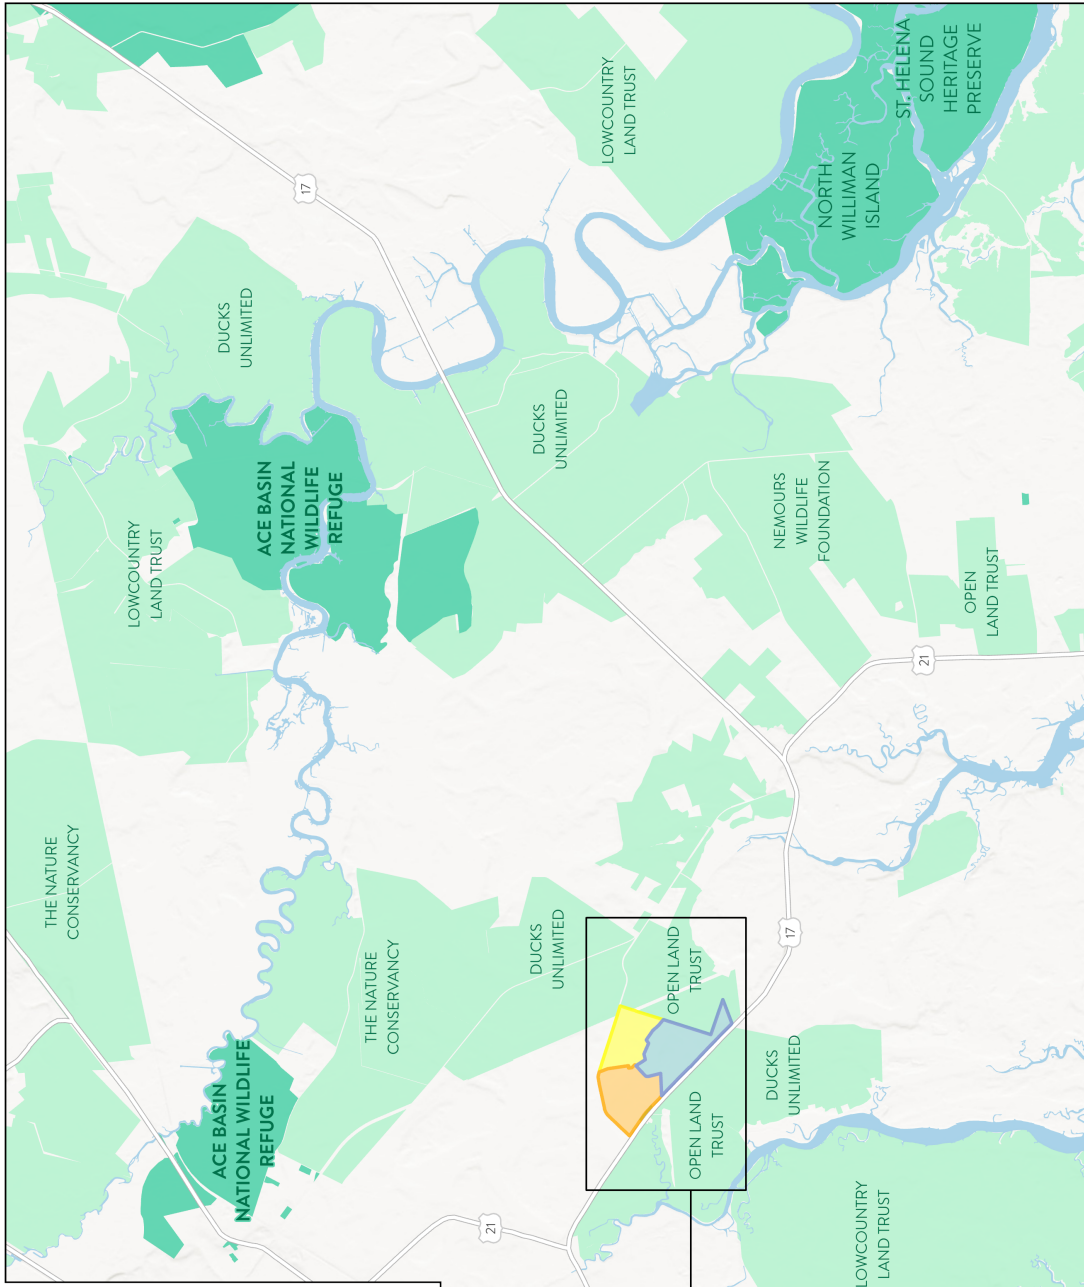 ST. HELENA
SOUND
HERITAGE
PRESERVE
LOWCOUNTRY
LAND TRUST
NORTH
WILLIMAN
ISLAND
17
DUCKS
UNLIMITED
DUCKS
UNLIMITED
ACE BASIN
NATIONAL
WILDLIFE
REFUGE
NEMOURS
WILDLIFE
FOUNDATION
LOWCOUNTRY
LAND TRUST
OPEN
LAND TRUST
21
THE NATURE
CONSERVANCY
THE NATURE
CONSERVANCY
DUCKS
UNLIMITED
17
OPEN LAND
TRUST
DUCKS
UNLIMITED
ACE BASIN
NATIONAL WILDLIFE
REFUGE
OPEN LAND
TRUST
21
LOWCOUNTRY
LAND TRUST